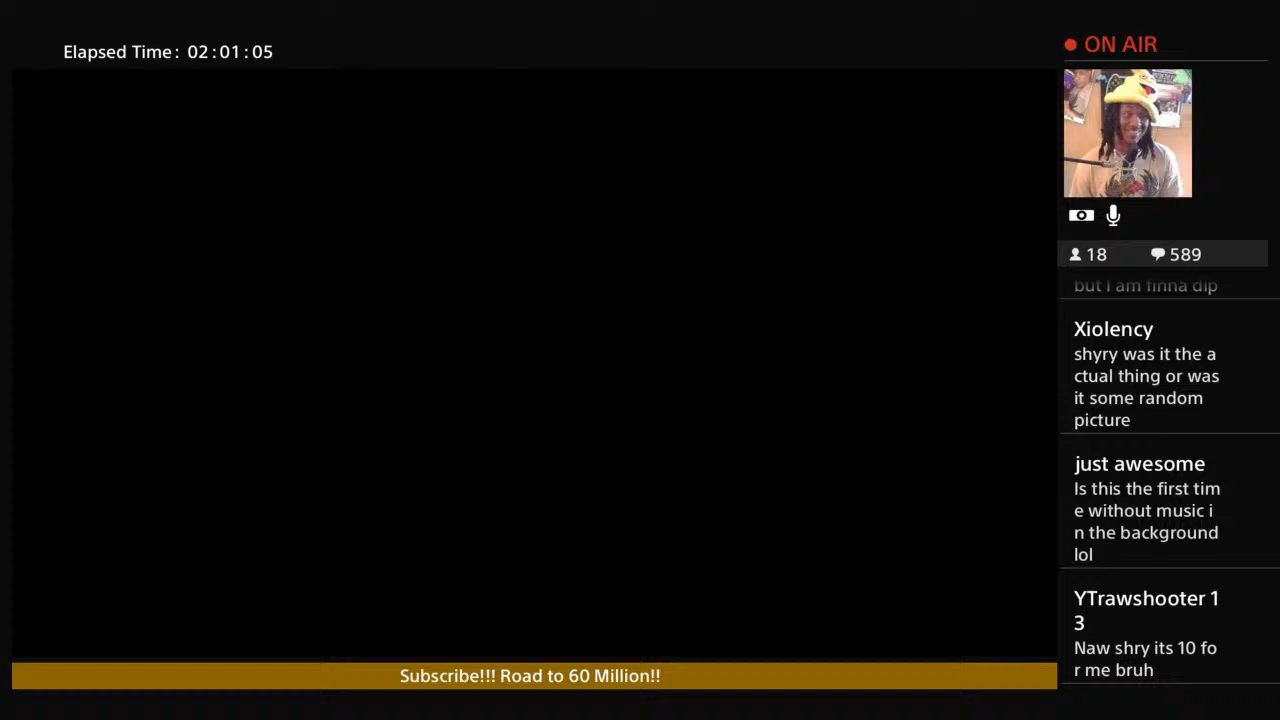 Elapsed Time: 02:01:05
ON AIR
18 589
but I am finna dip
Xiolency
shyry was it the a
ctual thing or was
it some random
picture
just awesome
Is this the first tim
e without music i
n the background
lol
YTrawshooter 1
3
Naw shry its 10 fo
r me bruh
Subscribe!!! Road to 60 Million!!